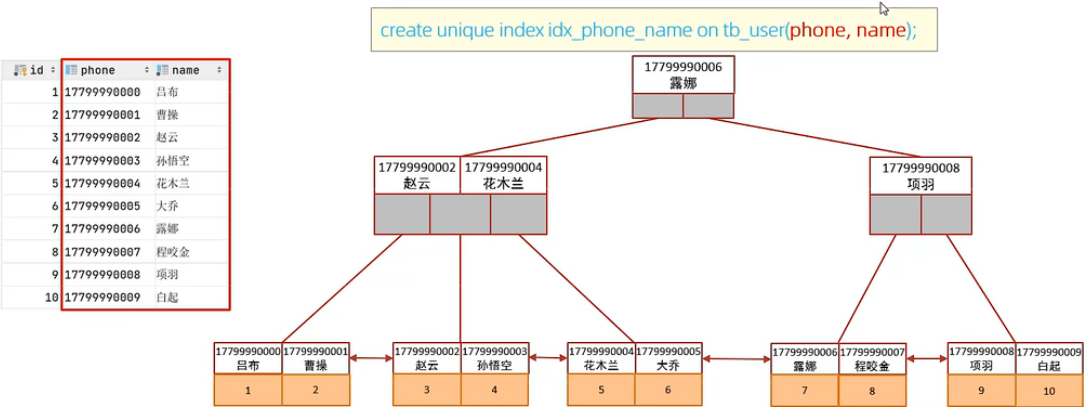 create unique index idx_phone_name on tb_user(phone, name);
id phone name
1 17799990000 吕布
2 17799990001 曹操
3 17799990002 赵云
4 17799990003 孙悟空
5 17799990004 花木兰
6 17799990005 大乔
7 17799990006 露娜
8 17799990007 程咬金
9 17799990008 项羽
10 17799990009 白起
17799990006
露娜
17799990002 17799990004
赵云 花木兰
17799990008
项羽
17799990000 17799990001 17799990002 17799990003 17799990004 17799990005 17799990006 17799990007 17799990008 17799990009
吕布 曹操 赵云 孙悟空 花木兰 大乔 露娜 程咬金 项羽 白起
1 2 3 4 5 6 7 8 9 10